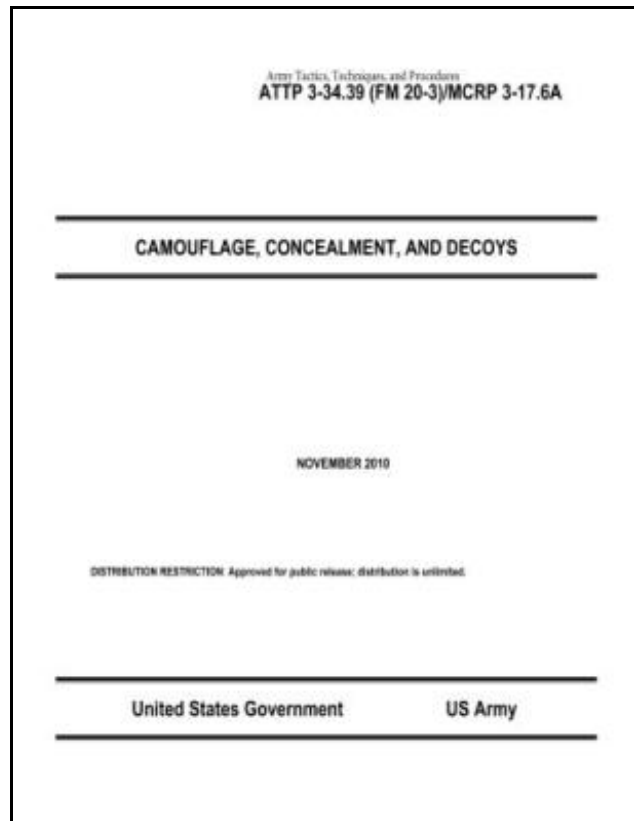 Army Tactics, Techniques, and Procedures
ATTP 3-34.39 (FM 20-3)/MCRP 3-17.6A
CAMOUFLAGE, CONCEALMENT, AND DECOYS
NOVEMBER 2010
DISTRIBUTION RESTRICTION: Approved for public release; distribution is unlimited.
United States Government US Army